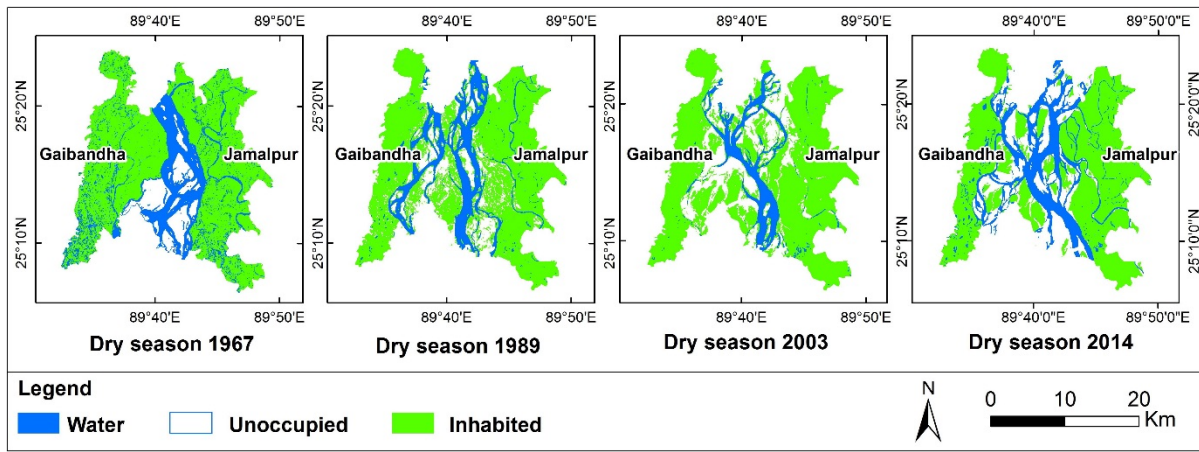 89°40'E 89°50'E 89°40'E 89°50'E 89°40'E 89°50'E 89°40'0"E 89°50'0"E
25°20'N 25°20'N 25°20'N 25°20'N 25°20'0"N
Gaibandha Jamalpur Gaibandha Jamalpur Gaibandha Jamalpur Gaibandha Jamalpur
25°10'N 25°10'N 25°10'N 25°10'N 25°10'0"N
89°40'E 89°50'E 89°40'E 89°50'E 89°40'E 89°50'E 89°40'0"E 89°50'0"E
Dry season 1967 Dry season 1989 Dry season 2003 Dry season 2014
Legend
Water Unoccupied Inhabited
N
0 10 20
Km